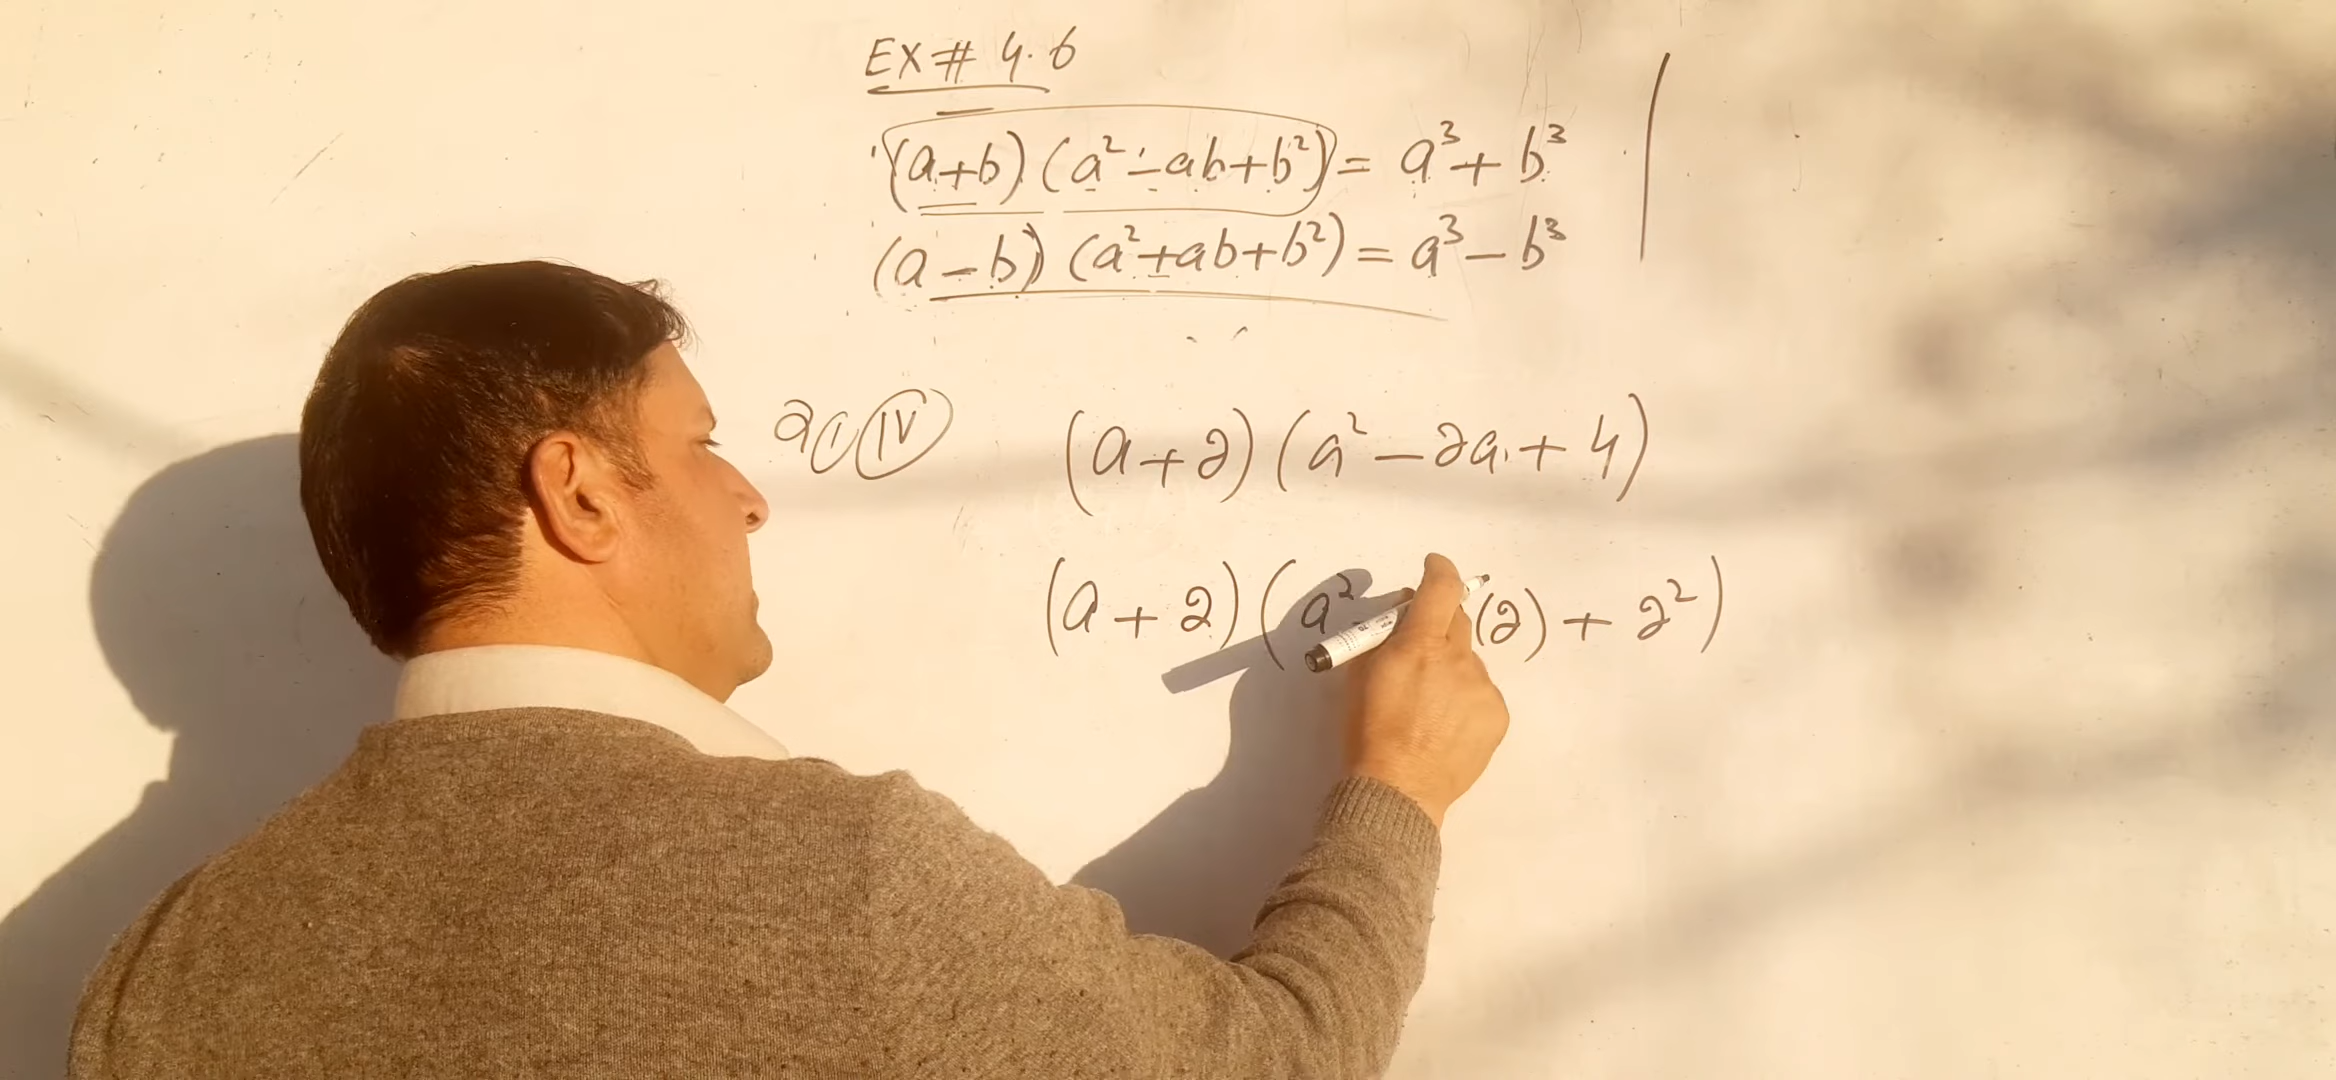 EX# 4.6
(a+b) (a²-ab+b²) = a³+b³
(a-b) (a²+ab+b²) = a³-b³
(IV) (a+2) (a²-2a+4)
(a+2) (a² (2)+2²)